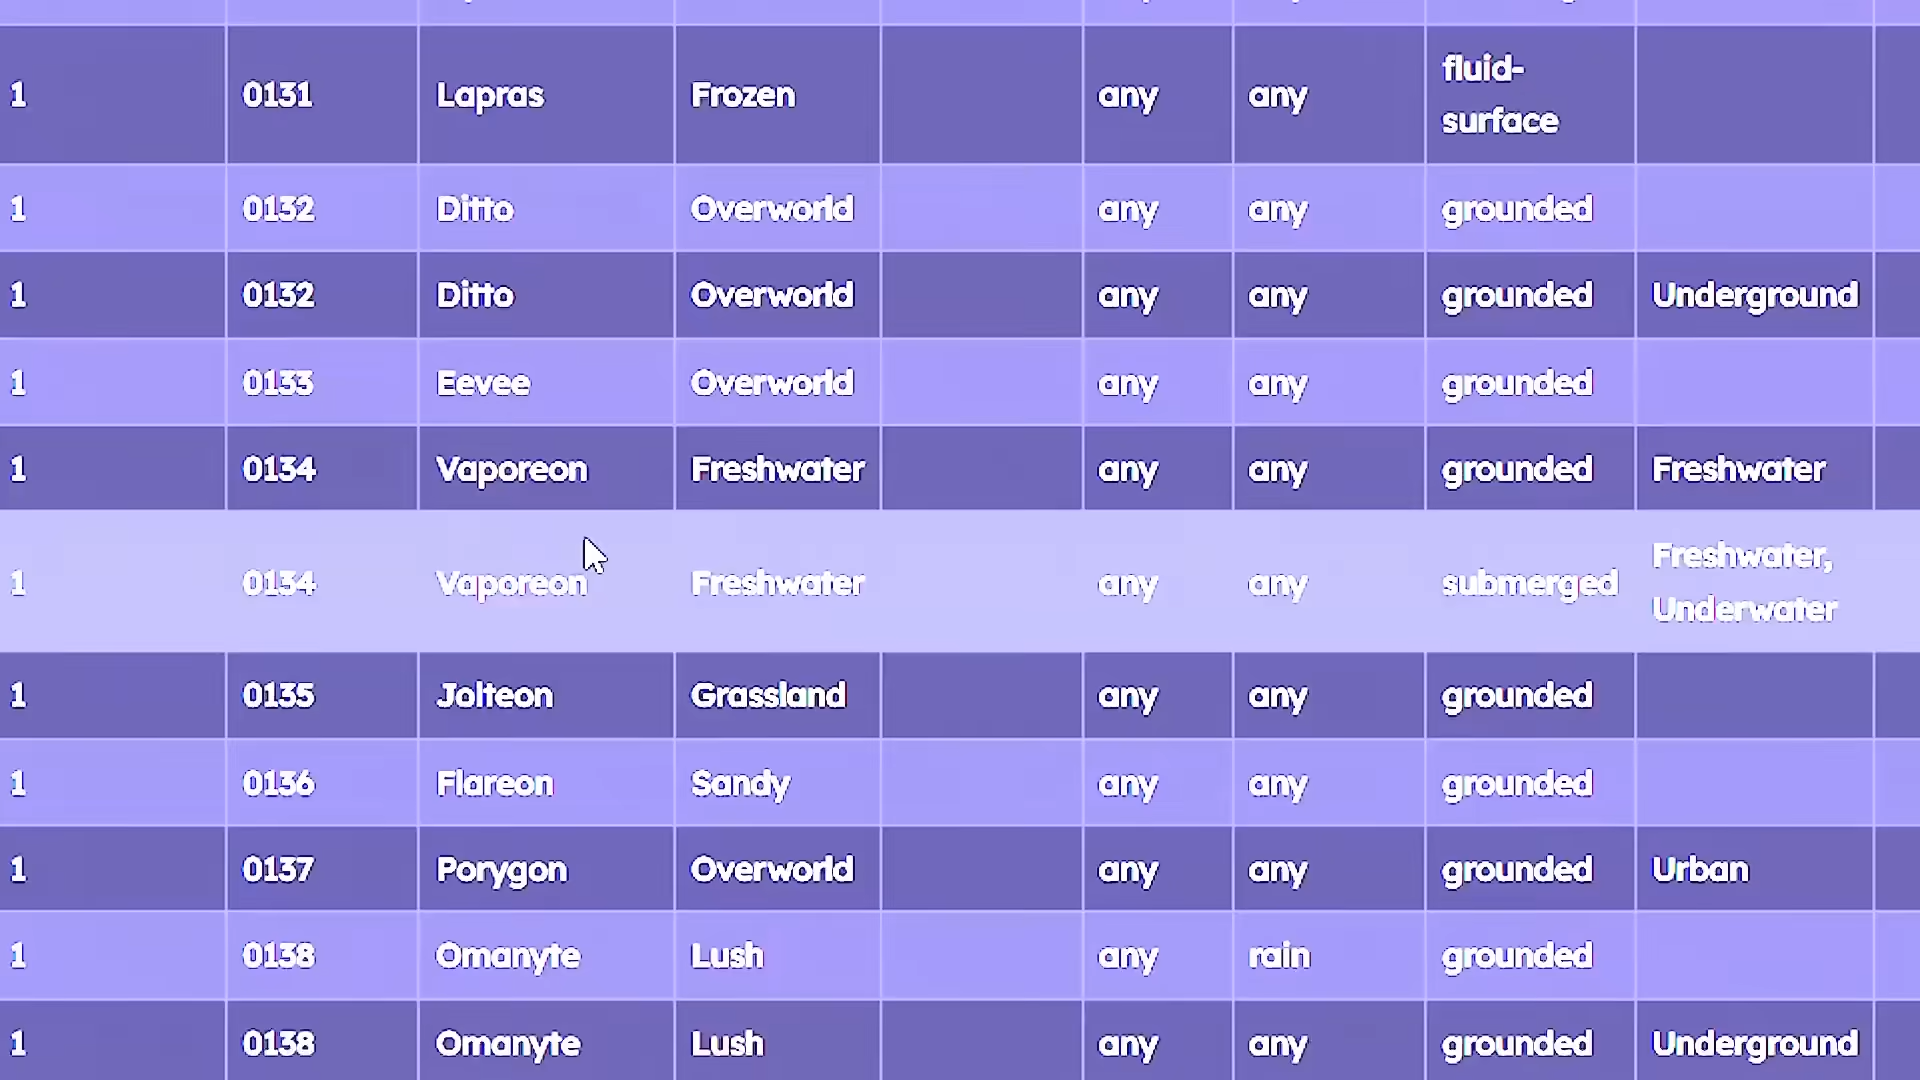 1 0131 Lapras Frozen any any fluid-
surface
1 0132 Ditto Overworld any any grounded
1 0132 Ditto Overworld any any grounded Underground
1 0133 Eevee Overworld any any grounded
1 0134 Vaporeon Freshwater any any grounded Freshwater
1 0134 Vaporeon Freshwater any any submerged Freshwater,
Underwater
1 0135 Jolteon Grassland any any grounded
1 0136 Flareon Sandy any any grounded
1 0137 Porygon Overworld any any grounded Urban
1 0138 Omanyte Lush any rain grounded
1 0138 Omanyte Lush any any grounded Underground